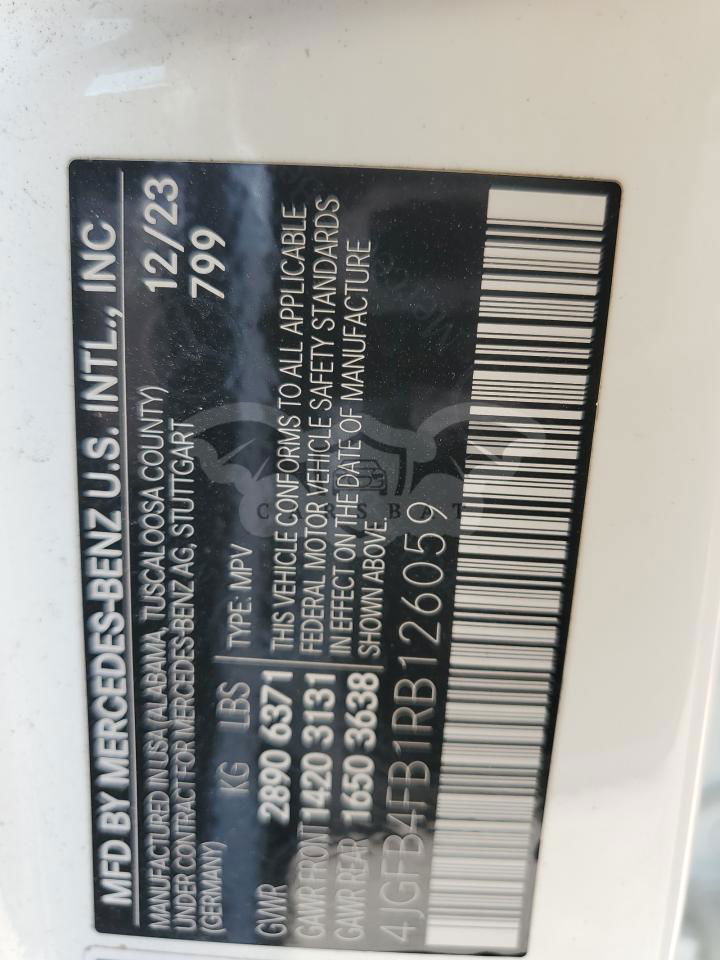 MFD BY MERCEDES-BENZ U.S. INTL., INC
MANUFACTURED IN USA (ALABAMA, TUSCALOOSA COUNTY)
UNDER CONTRACT FOR MERCEDES-BENZ AG, STUTTGART
(GERMANY)
12/23
799
KG LBS
TYPE: MPV
GVWR 2890 6371
GAWR FRONT 1420 3131
GAWR REAR 1650 3638
THIS VEHICLE CONFORMS TO ALL APPLICABLE
FEDERAL MOTOR VEHICLE SAFETY STANDARDS
IN EFFECT ON THE DATE OF MANUFACTURE
SHOWN ABOVE.
4JGFB4FB1RB126059
CARSBAT